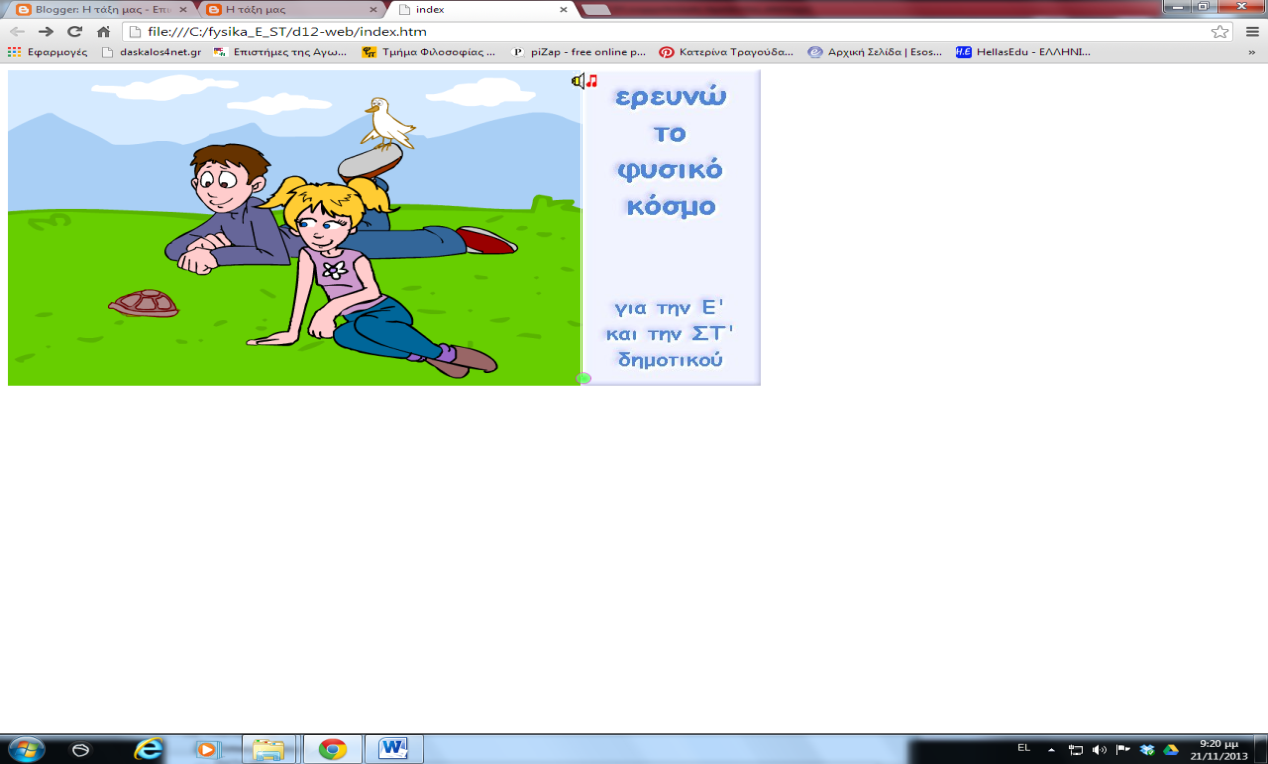 Blogger: Η τάξη μας - Επι
Η τάξη μας
index
file:///C:/fysika_E_ST/d12-web/index.htm
Εφαρμογές
daskalos4net.gr
Επιστήμες της Αγω...
Τμήμα Φιλοσοφίας ...
piZap - free online p...
Κατερίνα Τραγούδα...
Αρχική Σελίδα | Esos...
HellasEdu - ΕΛΛΗΝΙ...
ερευνώ
το
φυσικό
κόσμο
για την Ε'
και την ΣΤ'
δημοτικού
EL
9:20 μμ
21/11/2013